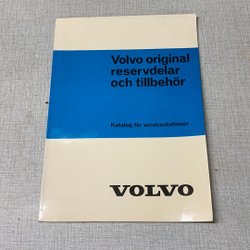 Volvo original
reservdelar
och tillbehör
Katalog för servicestationer
VOLVO